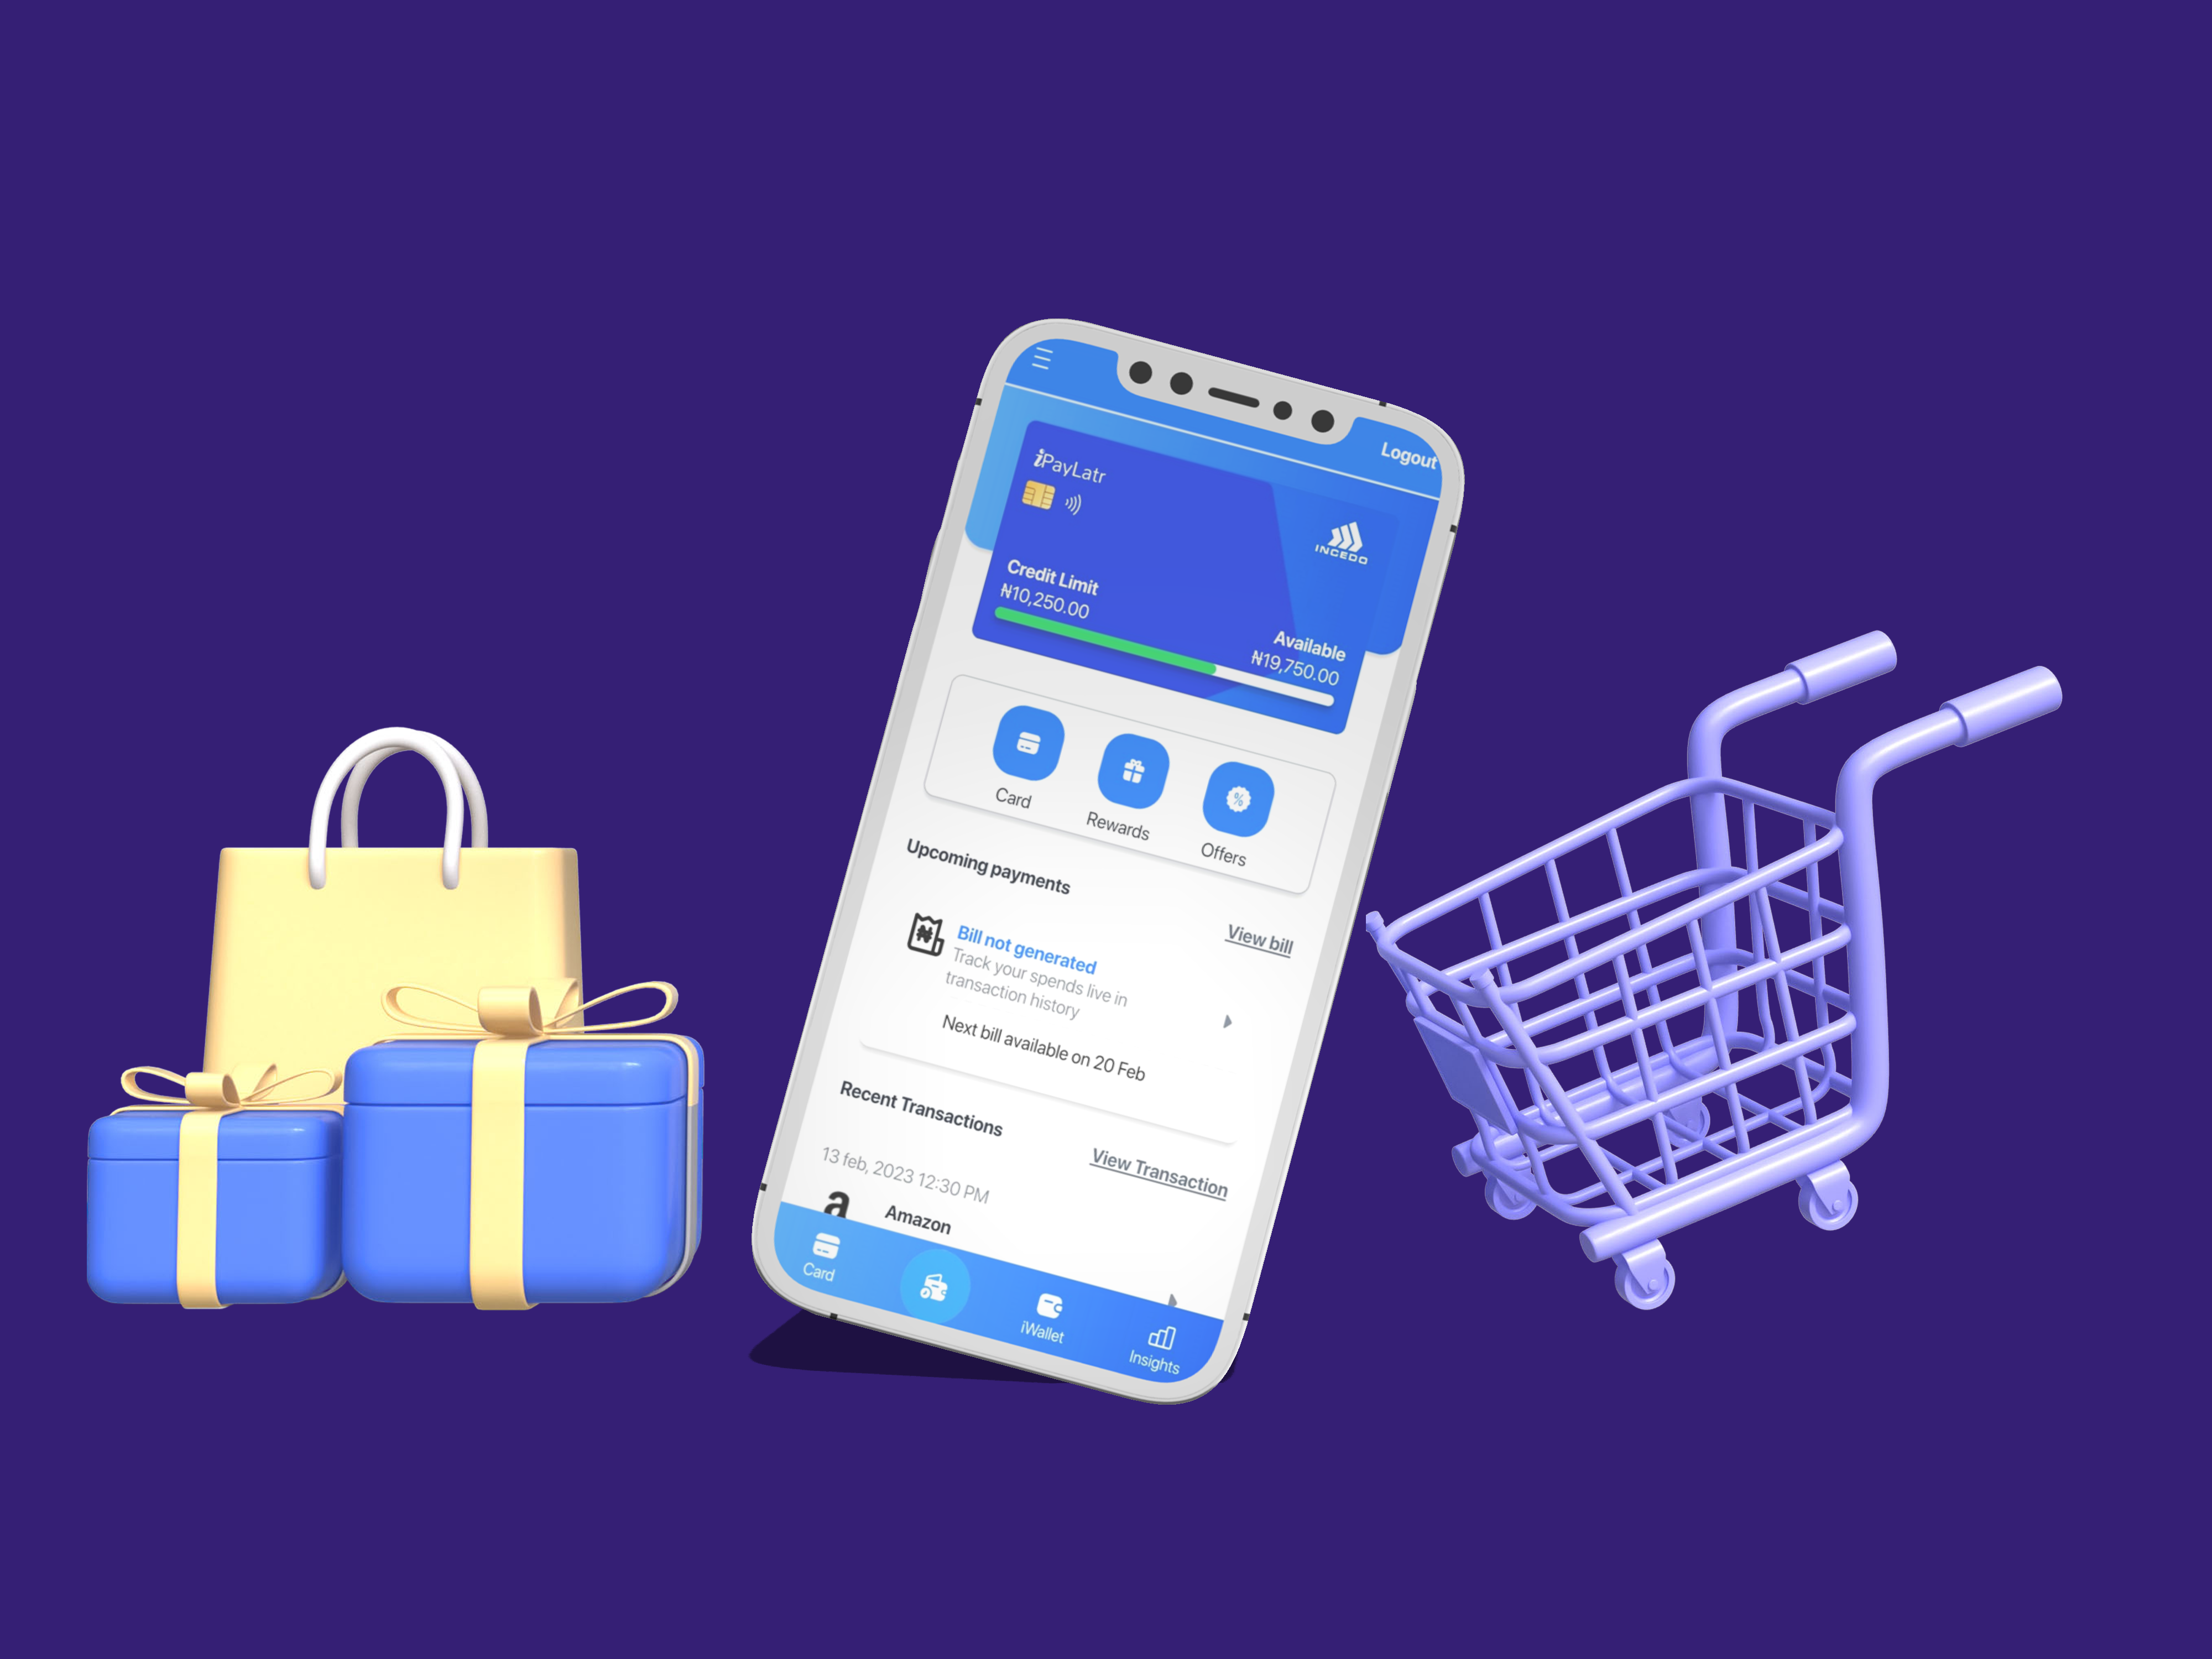 Logout
iPayLatr
INCEDO
Credit Limit
₦10,250.00
Available
₦19,750.00
Card
Rewards
Offers
Upcoming payments
View bill
Bill not generated
Track your spends live in
transaction history
Next bill available on 20 Feb
Recent Transactions
View Transaction
13 feb, 2023 12:30 PM
a
Amazon
Card
iWallet
Insights